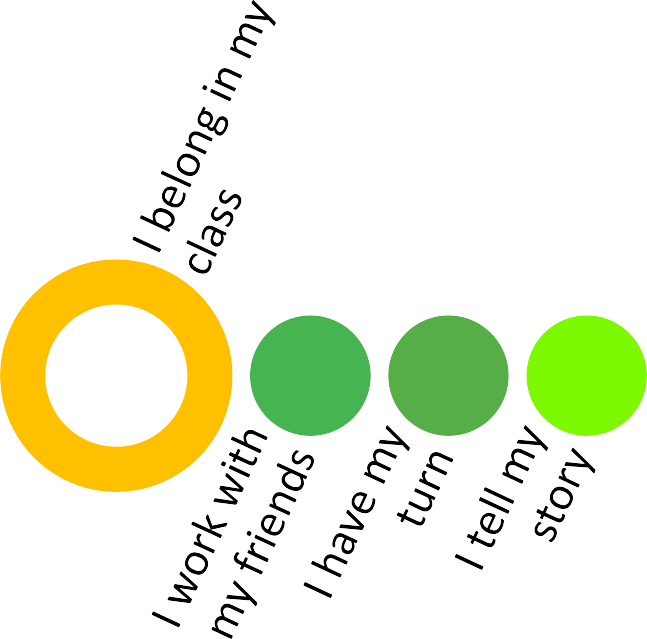 I belong in my
class
I work with
my friends
I have my
turn
I tell my
story